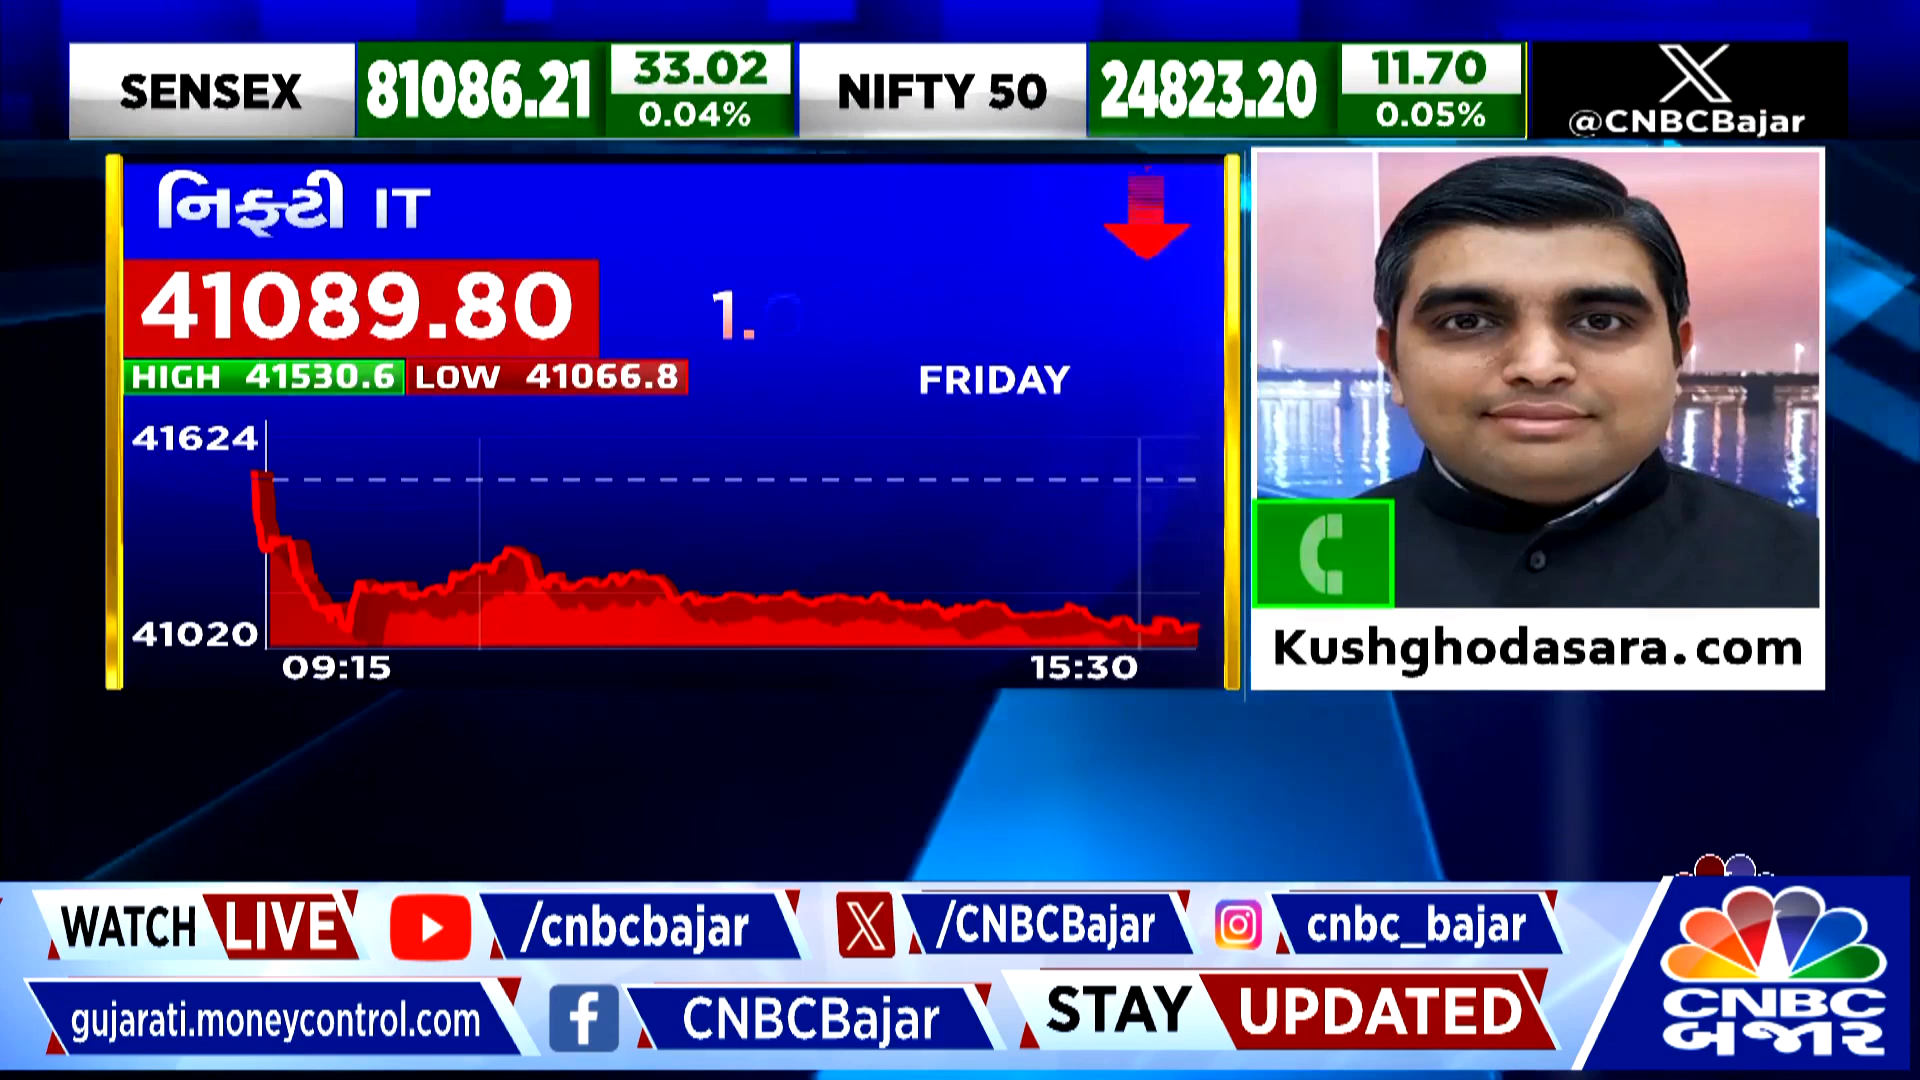 SENSEX 81086.21 33.02 0.04% NIFTY 50 24823.20 11.70 0.05%
@CNBCBajar
નિફ્ટી IT
41089.80
1.
HIGH 41530.6 LOW 41066.8
FRIDAY
41624
41020
09:15 15:30
Kushghodasara.com
WATCH LIVE /cnbcbajar /CNBCBajar cnbc_bajar
gujarati.moneycontrol.com CNBCBajar STAY UPDATED
CNBC
બજાર